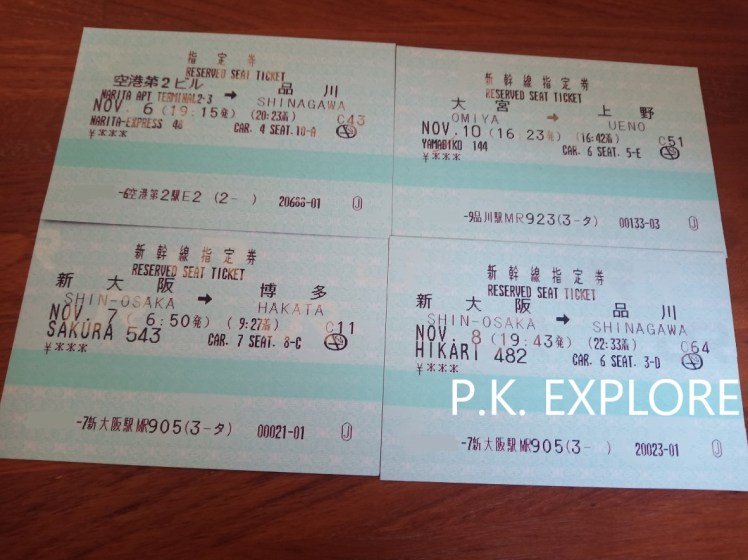 指定券
RESERVED SEAT TICKET
空港第2ビル → 品川
NARITA APT TERMINAL2-3 SHINAGAWA
NOV. 6 (19:15発) (20:23着) C43
NARITA-EXPRESS 46 CAR. 4 SEAT. 10-A
¥***
-6空港第2駅E2 (2- ) 20688-01 J
新幹線指定券
RESERVED SEAT TICKET
大宮 → 上野
OMIYA UENO
NOV. 10 (16:23発) (16:42着) C51
YAMABIKO 144 CAR. 6 SEAT. 5-E
¥***
-9品川駅MR923(3-タ) 00133-03 J
新幹線指定券
RESERVED SEAT TICKET
新大阪 → 博多
SHIN-OSAKA HAKATA
NOV. 7 ( 6:50発) ( 9:27着) C11
SAKURA 543 CAR. 7 SEAT. 8-C
¥***
-7新大阪駅MR905(3-タ) 00021-01 J
新幹線指定券
RESERVED SEAT TICKET
新大阪 → 品川
SHIN-OSAKA SHINAGAWA
NOV. 8 (19:43発) (22:33着) C64
HIKARI 482 CAR. 6 SEAT. 3-D
¥***
P.K. EXPLORE
-7新大阪駅MR905(3- ) 20023-01 J